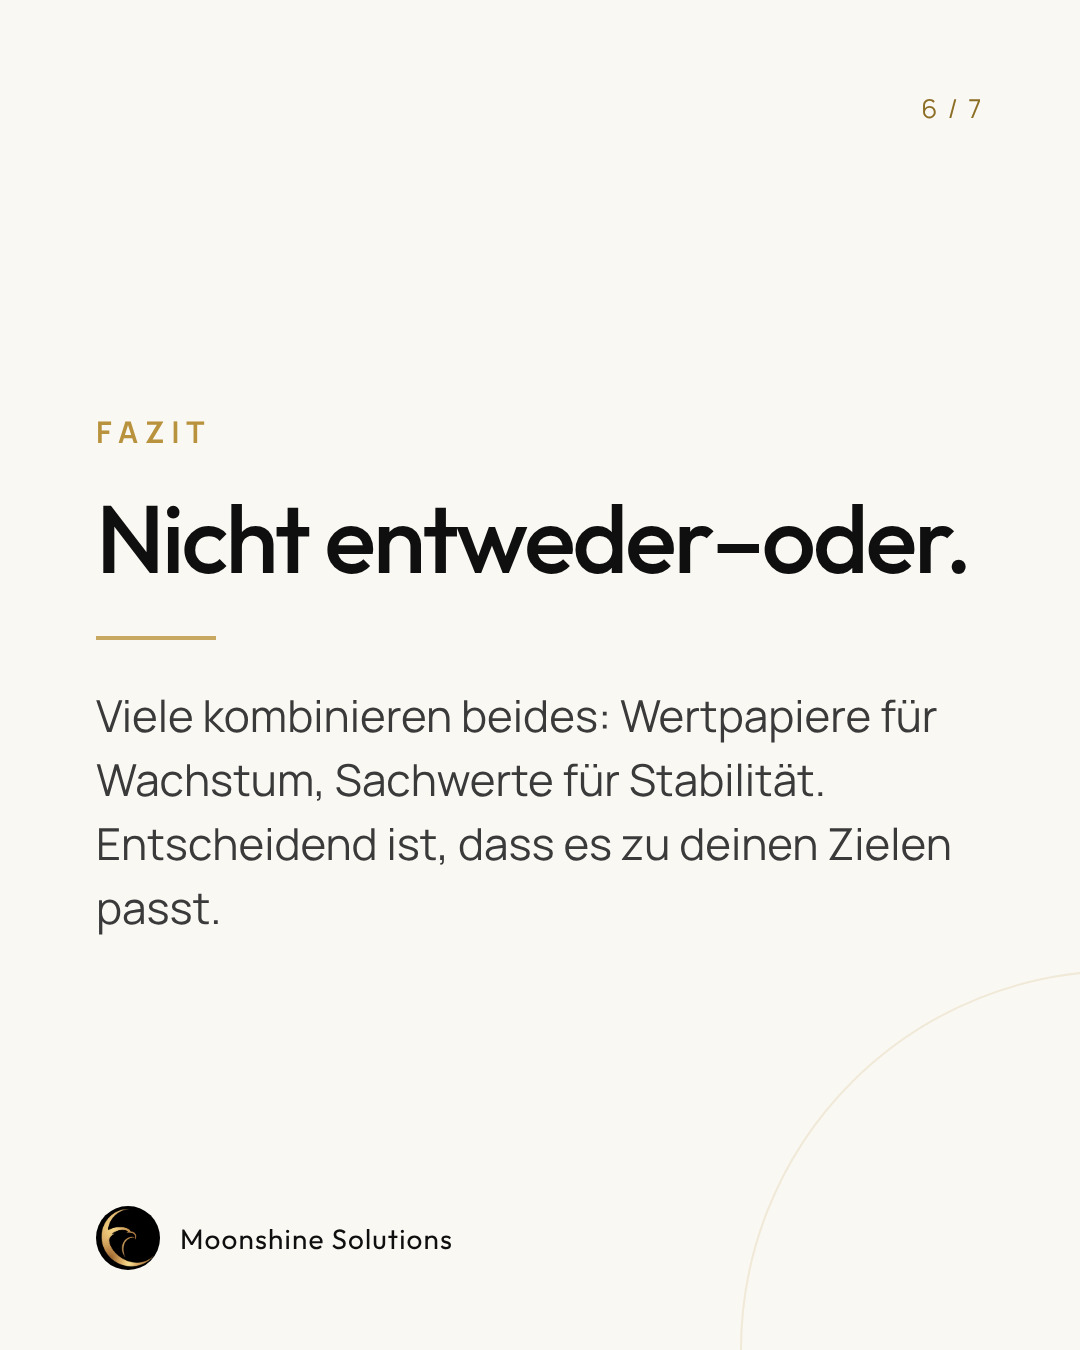 6 / 7
FAZIT
Nicht entweder–oder.
Viele kombinieren beides: Wertpapiere für
Wachstum, Sachwerte für Stabilität.
Entscheidend ist, dass es zu deinen Zielen
passt.
Moonshine Solutions